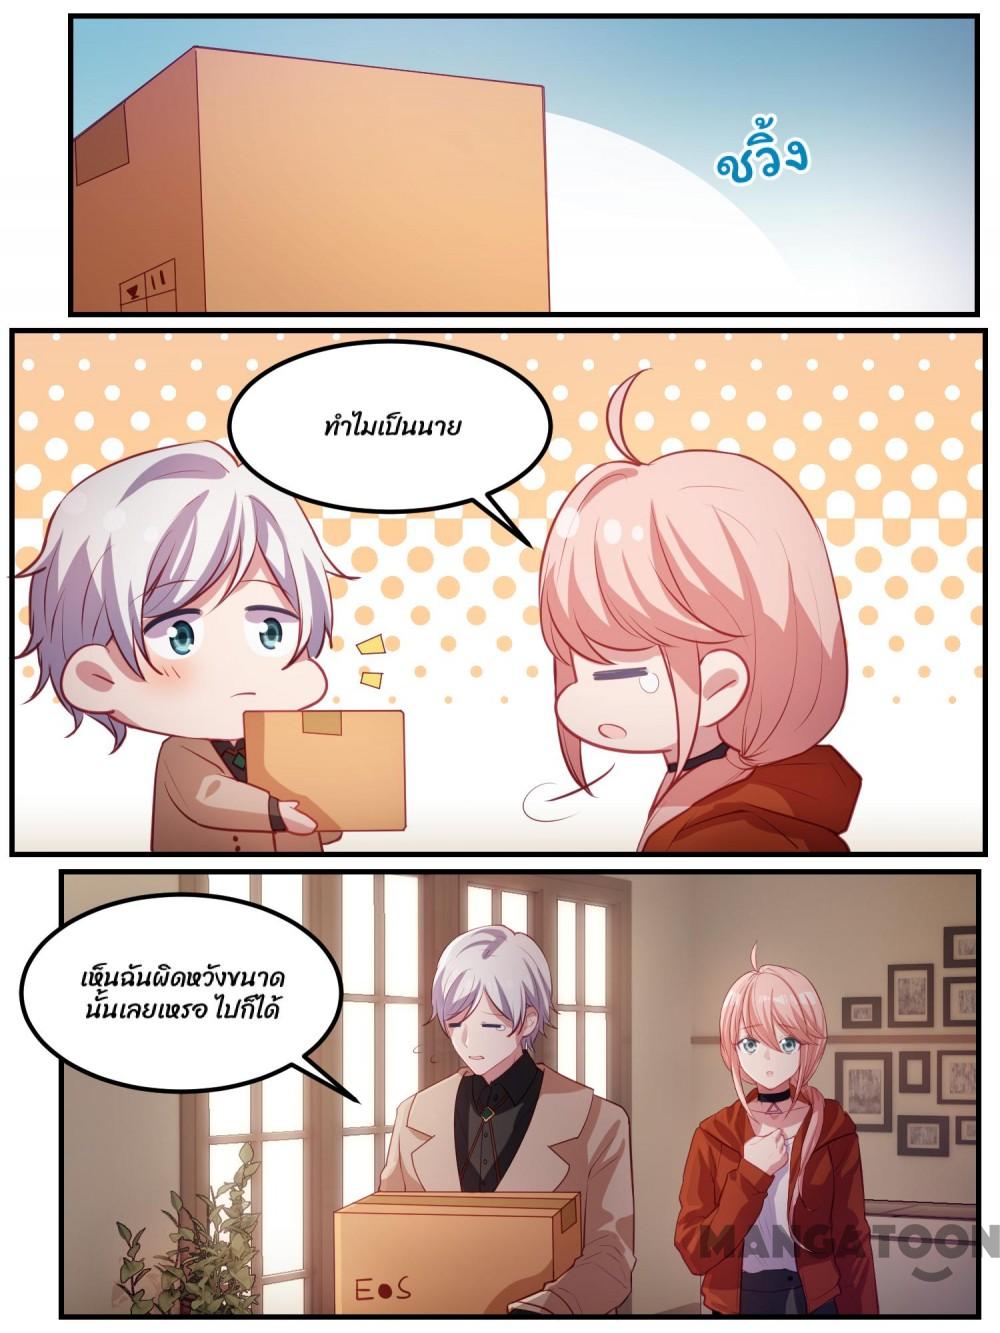 ชวิ้ง
ทำไมเป็นนาย
เห็นฉันผิดหวังขนาด
นั้นเลยเหรอ ไปก็ได้
E●S
MANGATOON